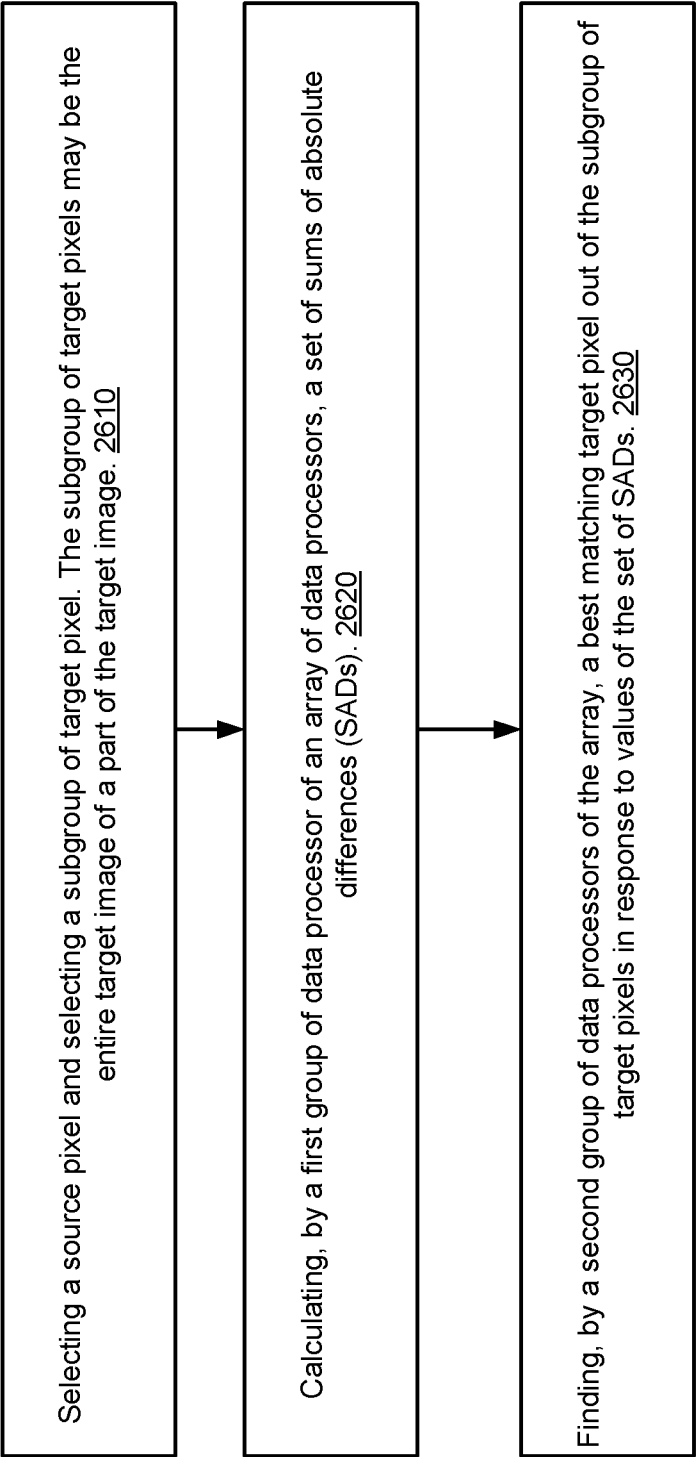 Selecting a source pixel and selecting a subgroup of target pixel. The subgroup of target pixels may be the
entire target image of a part of the target image. 2610
Calculating, by a first group of data processor of an array of data processors, a set of sums of absolute
differences (SADs). 2620
Finding, by a second group of data processors of the array, a best matching target pixel out of the subgroup of
target pixels in response to values of the set of SADs. 2630